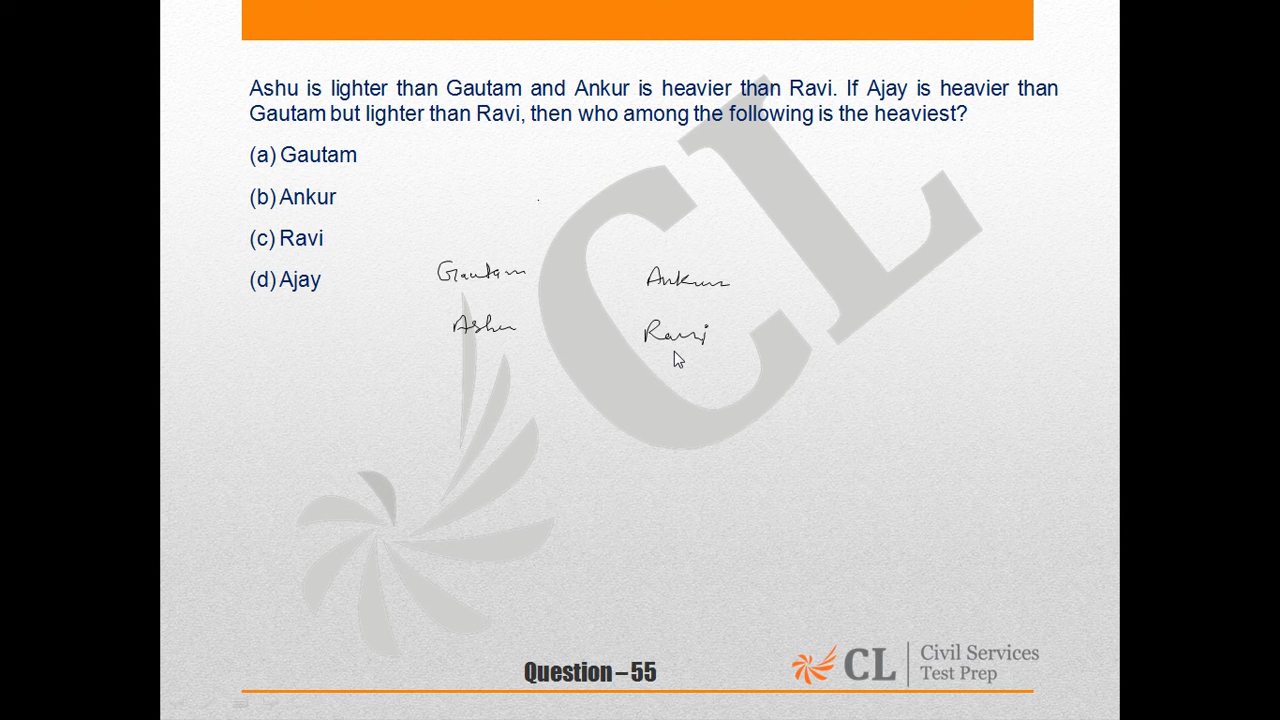 Ashu is lighter than Gautam and Ankur is heavier than Ravi. If Ajay is heavier than
Gautam but lighter than Ravi, then who among the following is the heaviest?
(a) Gautam
(b) Ankur
(c) Ravi
(d) Ajay
Gautam Ankur
Ashu Ravi
CL
Question – 55
CL Civil Services
Test Prep